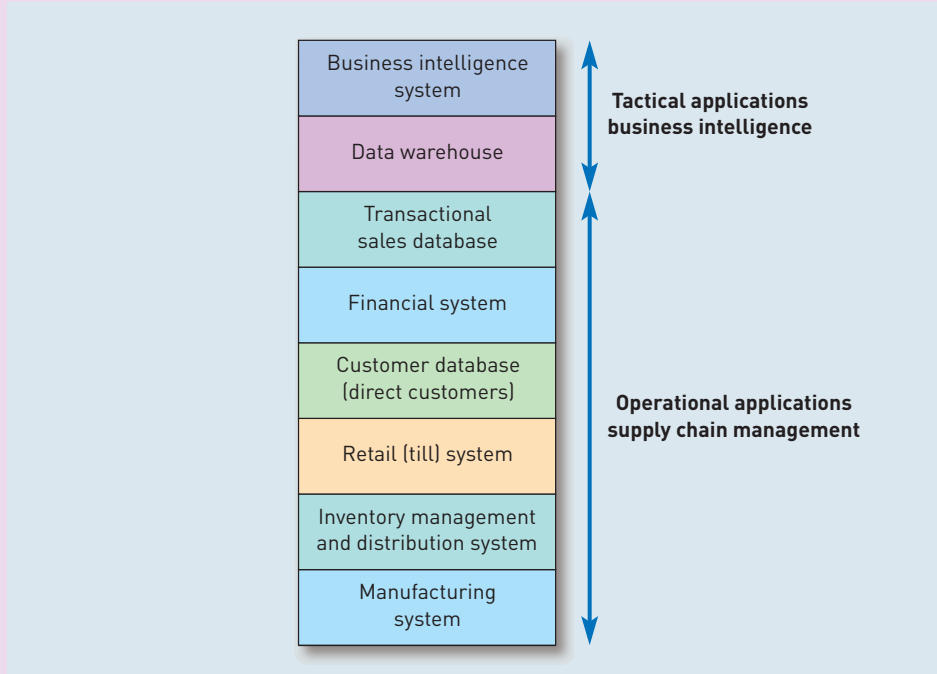 Business intelligence
system
Tactical applications
business intelligence
Data warehouse
Transactional
sales database
Financial system
Customer database
(direct customers)
Operational applications
supply chain management
Retail (till) system
Inventory management
and distribution system
Manufacturing
system